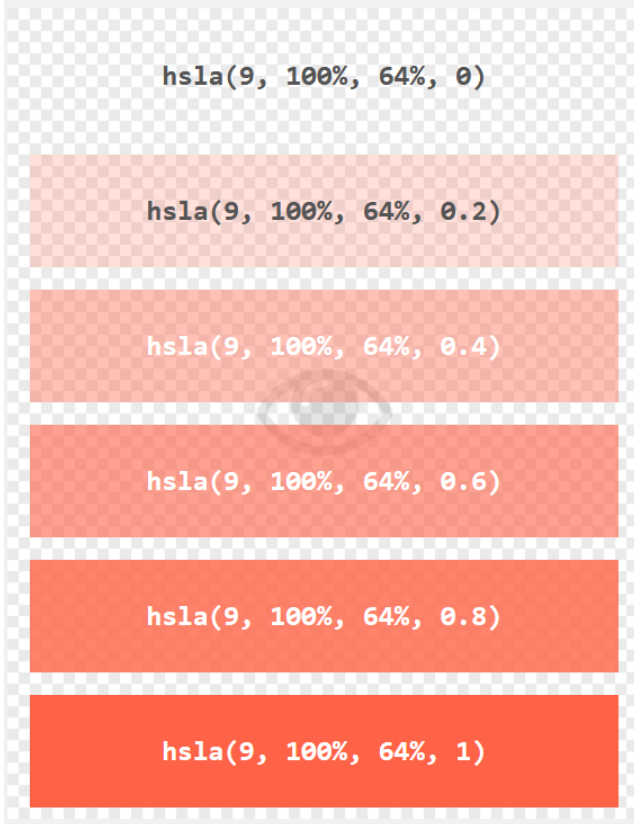 hsla(9, 100%, 64%, 0)
hsla(9, 100%, 64%, 0.2)
hsla(9, 100%, 64%, 0.4)
hsla(9, 100%, 64%, 0.6)
hsla(9, 100%, 64%, 0.8)
hsla(9, 100%, 64%, 1)